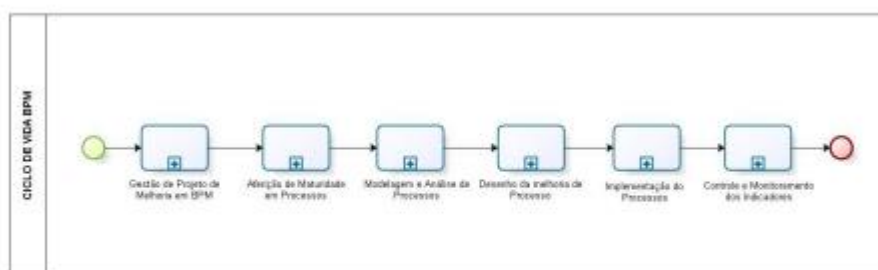 CICLO DE VIDA BPM
Gestão de Projeto de
Melhoria em BPM
Aferição de Maturidade
em Processos
Modelagem e Análise de
Processos
Desenho da melhoria de
Processo
Implementação do
Processos
Controle e Monitoramento
dos Indicadores